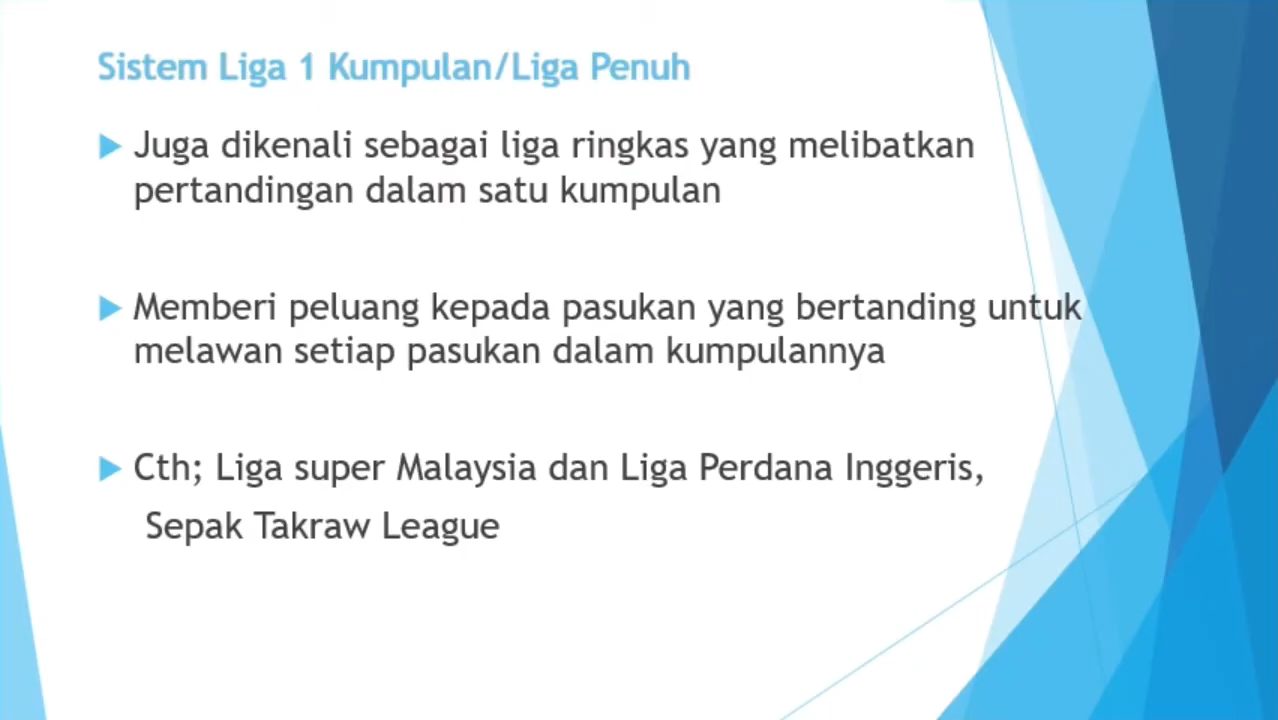 Sistem Liga 1 Kumpulan/Liga Penuh
Juga dikenali sebagai liga ringkas yang melibatkan
pertandingan dalam satu kumpulan
Memberi peluang kepada pasukan yang bertanding untuk
melawan setiap pasukan dalam kumpulannya
Cth; Liga super Malaysia dan Liga Perdana Inggeris,
Sepak Takraw League